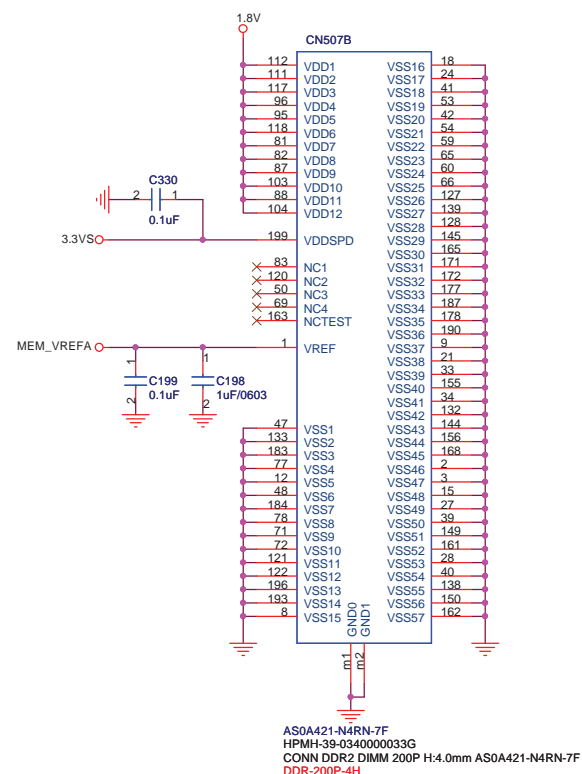 1.8V
CN507B
112 VDD1 VSS16 18
111 VDD2 VSS17 24
117 VDD3 VSS18 41
96 VDD4 VSS19 53
95 VDD5 VSS20 42
118 VDD6 VSS21 54
81 VDD7 VSS22 59
82 VDD8 VSS23 65
87 VDD9 VSS24 60
103 VDD10 VSS25 66
88 VDD11 VSS26 127
104 VDD12 VSS27 139
VSS28 128
C330
2 1
0.1uF
3.3VS 199 VDDSPD VSS29 145
VSS30 165
83 NC1 VSS31 171
120 NC2 VSS32 172
50 NC3 VSS33 177
69 NC4 VSS34 187
163 NCTEST VSS35 178
VSS36 190
MEM_VREFA 1 VREF VSS37 9
VSS38 21
VSS39 33
VSS40 155
VSS41 34
VSS42 132
1 C199 2
0.1uF
1 C198 2
1uF/0603
47 VSS1 VSS43 144
133 VSS2 VSS44 156
183 VSS3 VSS45 168
77 VSS4 VSS46 2
12 VSS5 VSS47 3
48 VSS6 VSS48 15
184 VSS7 VSS49 27
78 VSS8 VSS50 39
71 VSS9 VSS51 149
72 VSS10 VSS52 161
121 VSS11 VSS53 28
122 VSS12 VSS54 40
196 VSS13 VSS55 138
193 VSS14 VSS56 150
8 VSS15 VSS57 162
GND0 GND1
m1 m2
AS0A421-N4RN-7F
HPMH-39-0340000033G
CONN DDR2 DIMM 200P H:4.0mm AS0A421-N4RN-7F
DDR-200P-4H